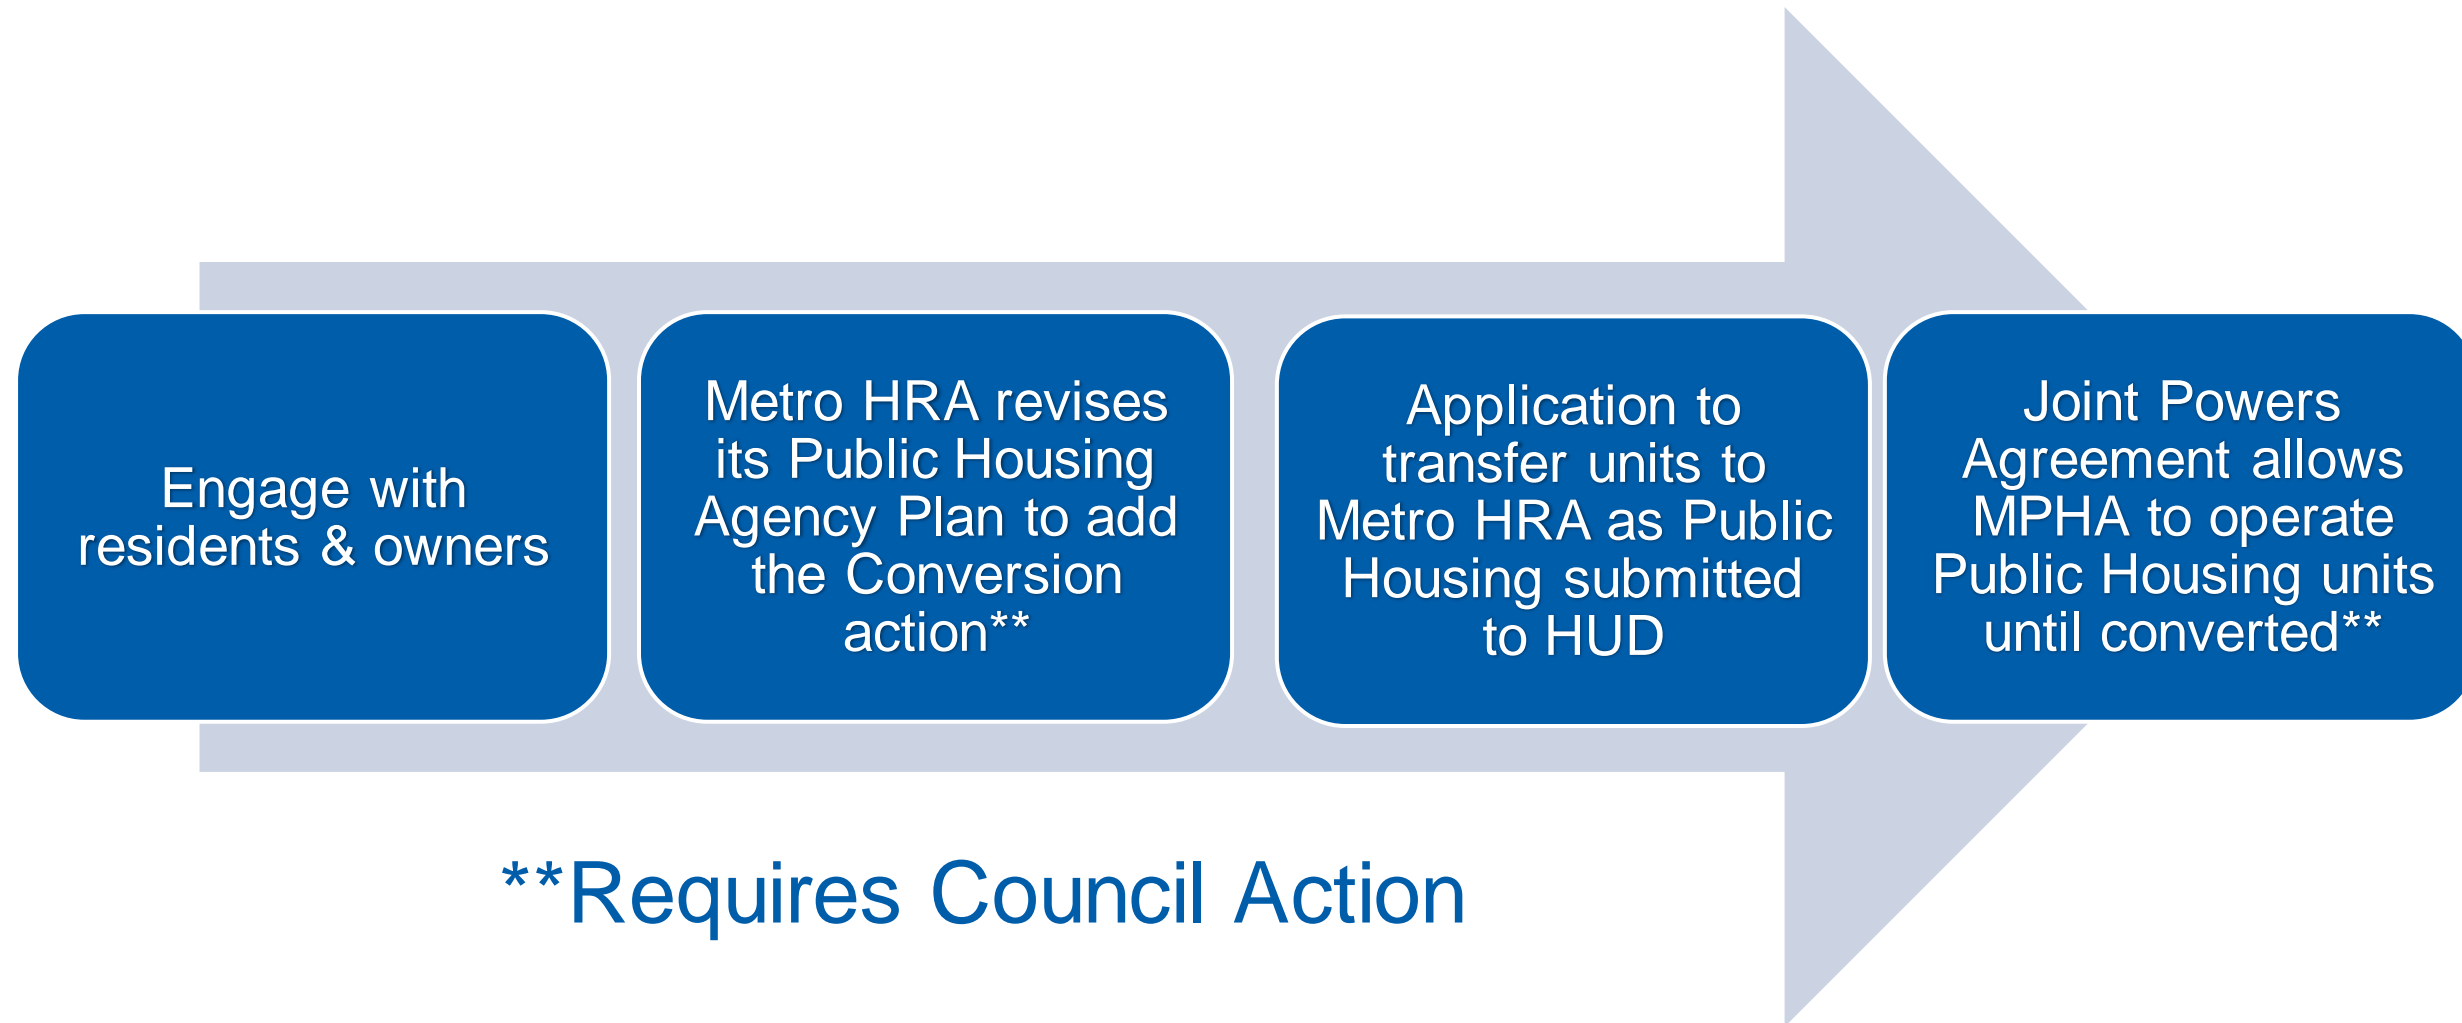 Engage with
residents & owners
Metro HRA revises
its Public Housing
Agency Plan to add
the Conversion
action**
Application to
transfer units to
Metro HRA as Public
Housing submitted
to HUD
Joint Powers
Agreement allows
MPHA to operate
Public Housing units
until converted**
**Requires Council Action